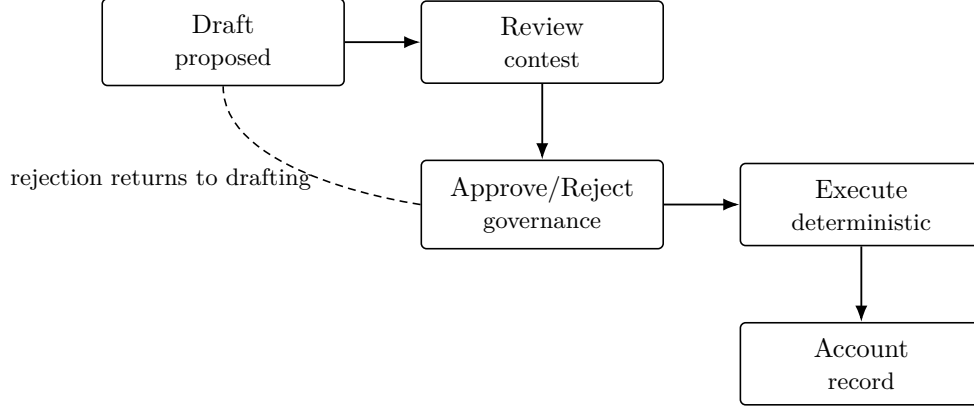 Draft
proposed
Review
contest
rejection returns to drafting
Approve/Reject
governance
Execute
deterministic
Account
record